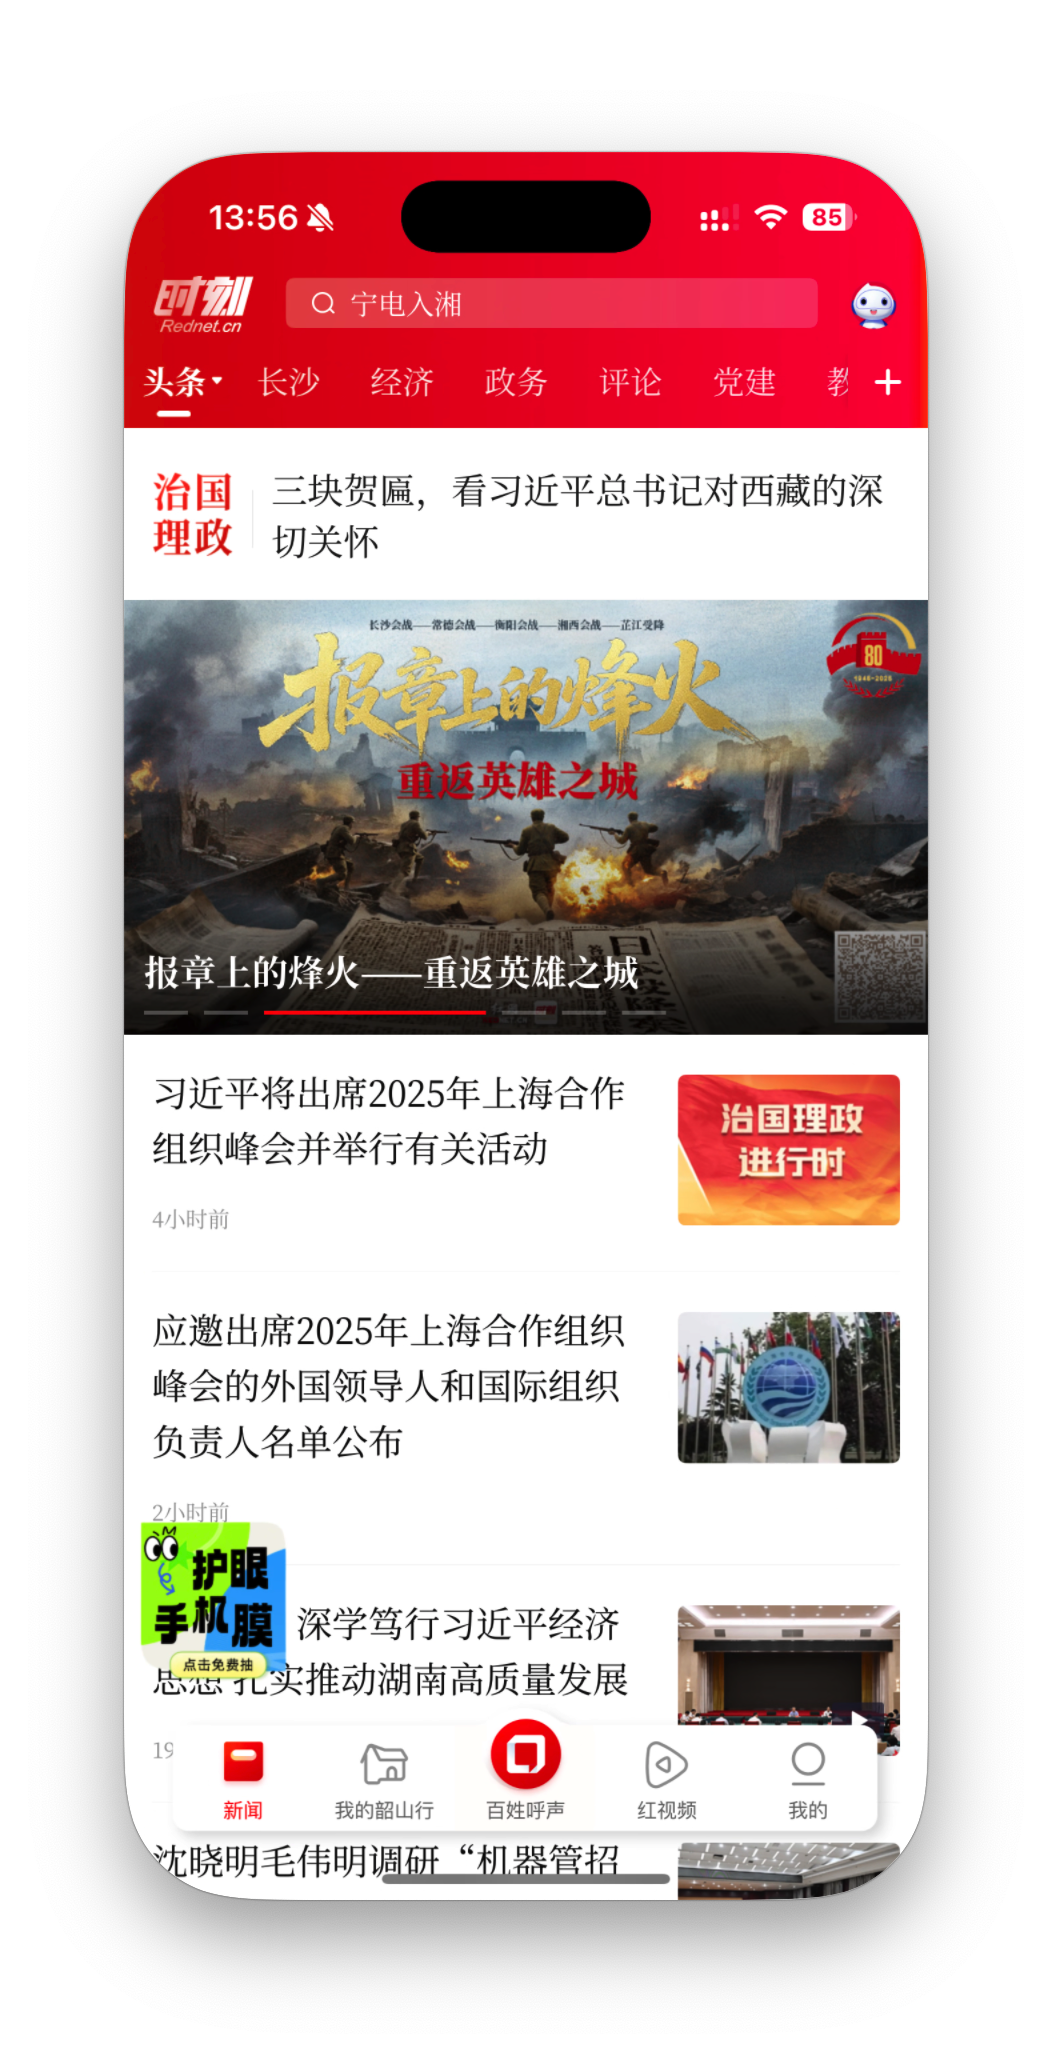 13:56
85
时刻
Rednet.cn
宁电入湘
头条 长沙 经济 政务 评论 党建
治国
理政
三块贺匾，看习近平总书记对西藏的深
切关怀
长沙会战——常德会战——衡阳会战——湘西会战——芷江受降
80
1945-2025
报章上的烽火
重返英雄之城
报章上的烽火——重返英雄之城
习近平将出席2025年上海合作
组织峰会并举行有关活动
4小时前
治国理政
进行时
应邀出席2025年上海合作组织
峰会的外国领导人和国际组织
负责人名单公布
2小时前
护眼
手机膜
点击免费抽
深学笃行习近平经济
思想 扎实推动湖南高质量发展
19
新闻
我的韶山行
百姓呼声
红视频
我的
沈晓明毛伟明调研“机器管招